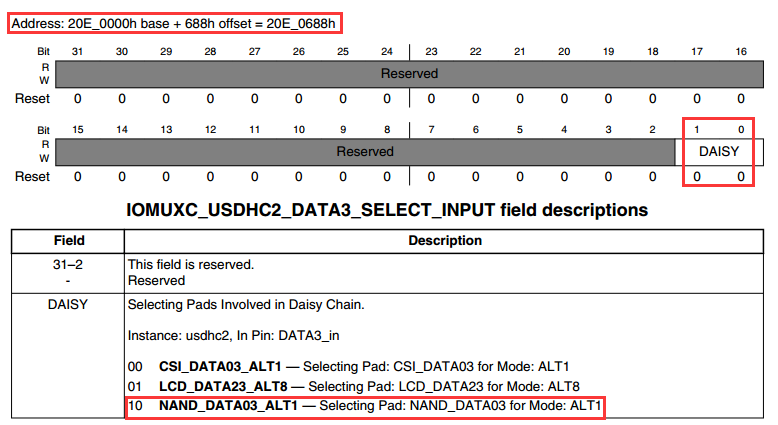 Address: 20E_0000h base + 688h offset = 20E_0688h
Bit 31 30 29 28 27 26 25 24 23 22 21 20 19 18 17 16
R
W
Reserved
Reset 0 0 0 0 0 0 0 0 0 0 0 0 0 0 0 0
Bit 15 14 13 12 11 10 9 8 7 6 5 4 3 2 1 0
R
W
Reserved DAISY
Reset 0 0 0 0 0 0 0 0 0 0 0 0 0 0 0 0
IOMUXC_USDHC2_DATA3_SELECT_INPUT field descriptions
Field Description
31–2 This field is reserved.
- Reserved
DAISY Selecting Pads Involved in Daisy Chain.
Instance: usdhc2, In Pin: DATA3_in
00 CSI_DATA03_ALT1 — Selecting Pad: CSI_DATA03 for Mode: ALT1
01 LCD_DATA23_ALT8 — Selecting Pad: LCD_DATA23 for Mode: ALT8
10 NAND_DATA03_ALT1 — Selecting Pad: NAND_DATA03 for Mode: ALT1